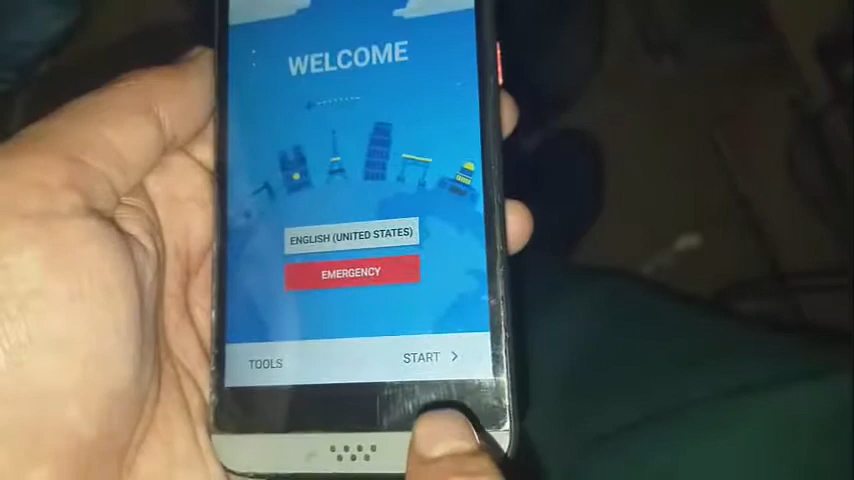 WELCOME
ENGLISH (UNITED STATES)
EMERGENCY
TOOLS
START